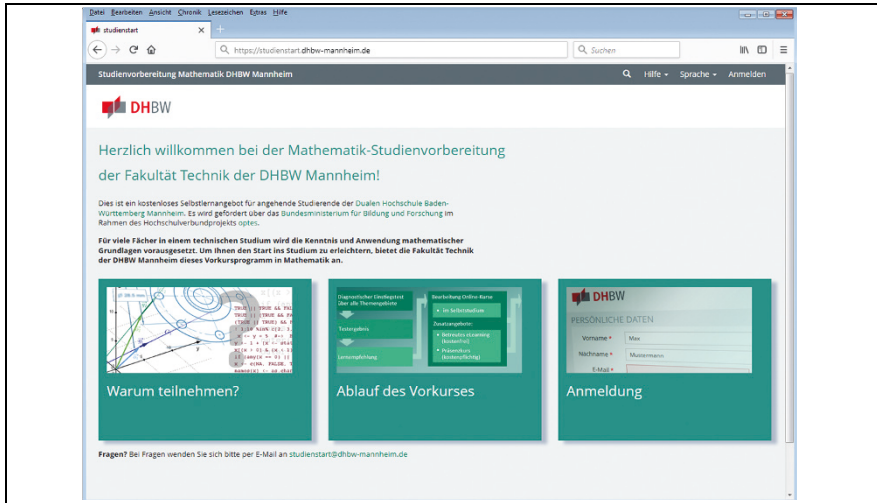 Datei Bearbeiten Ansicht Chronik Lesezeichen Extras Hilfe
studienstart
https://studienstart.dhbw-mannheim.de
Suchen
Studienvorbereitung Mathematik DHBW Mannheim
Hilfe
Sprache
Anmelden
DHBW
Herzlich willkommen bei der Mathematik-Studienvorbereitung
der Fakultät Technik der DHBW Mannheim!
Dies ist ein kostenloses Selbstlernangebot für angehende Studierende der Dualen Hochschule Baden-
Württemberg Mannheim. Es wird gefördert über das Bundesministerium für Bildung und Forschung im
Rahmen des Hochschulverbundprojekts optes.
Für viele Fächer in einem technischen Studium wird die Kenntnis und Anwendung mathematischer
Grundlagen vorausgesetzt. Um Ihnen den Start ins Studium zu erleichtern, bietet die Fakultät Technik
der DHBW Mannheim dieses Vorkursprogramm in Mathematik an.
Warum teilnehmen?
Diagnostischer Einstiegstest
über alle Themengebiete
Testergebnis
Lernempfehlung
Bearbeitung Online-Kurse
• im Selbststudium
Zusatzangebote:
• Betreutes eLearning
(kostenfrei)
• Präsenzkurs
(kostenpflichtig)
Ablauf des Vorkurses
DHBW
PERSÖNLICHE DATEN
Vorname * Max
Nachname * Mustermann
E-Mail *
Anmeldung
Fragen? Bei Fragen wenden Sie sich bitte per E-Mail an studienstart@dhbw-mannheim.de